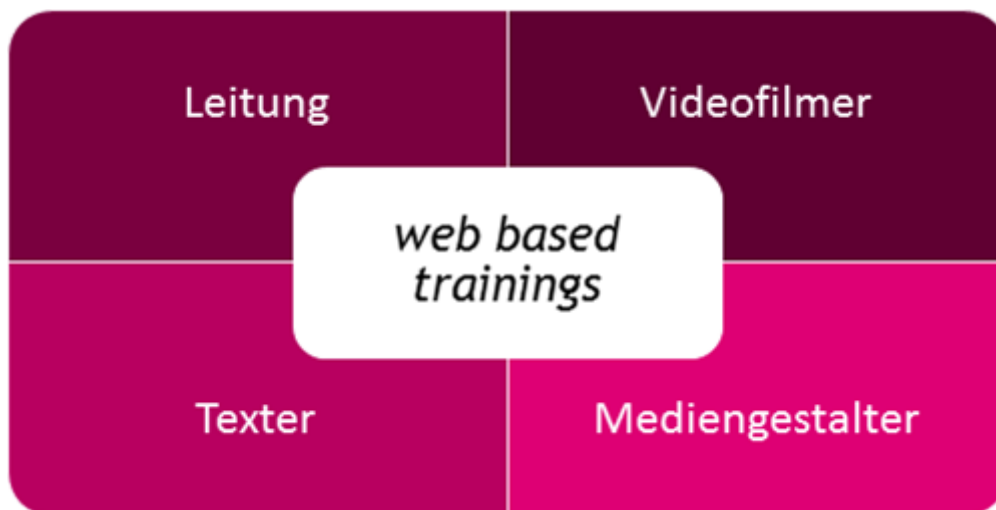 Leitung
Videofilmer
web based
trainings
Texter
Mediengestalter